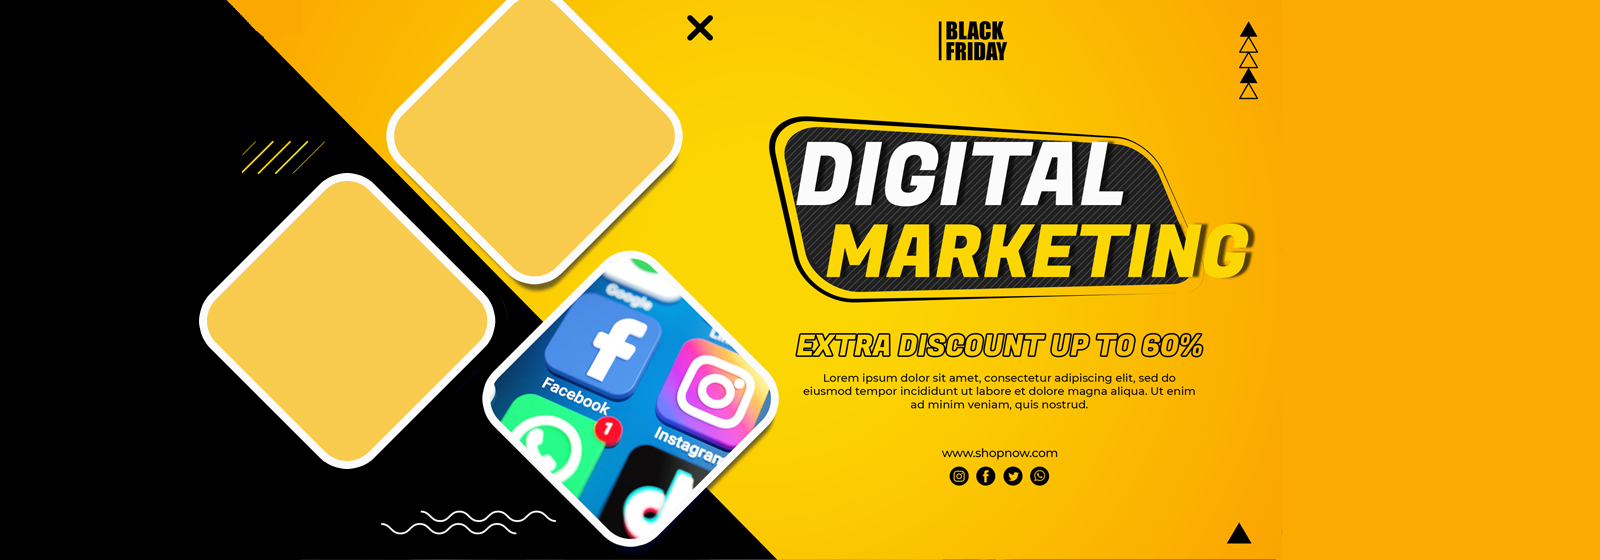 BLACK
FRIDAY
DIGITAL
MARKETING
EXTRA DISCOUNT UP TO 60%
Lorem ipsum dolor sit amet, consectetur adipiscing elit, sed do
eiusmod tempor incididunt ut labore et dolore magna aliqua. Ut enim
ad minim veniam, quis nostrud.
www.shopnow.com
Google
Facebook
1
Instagram